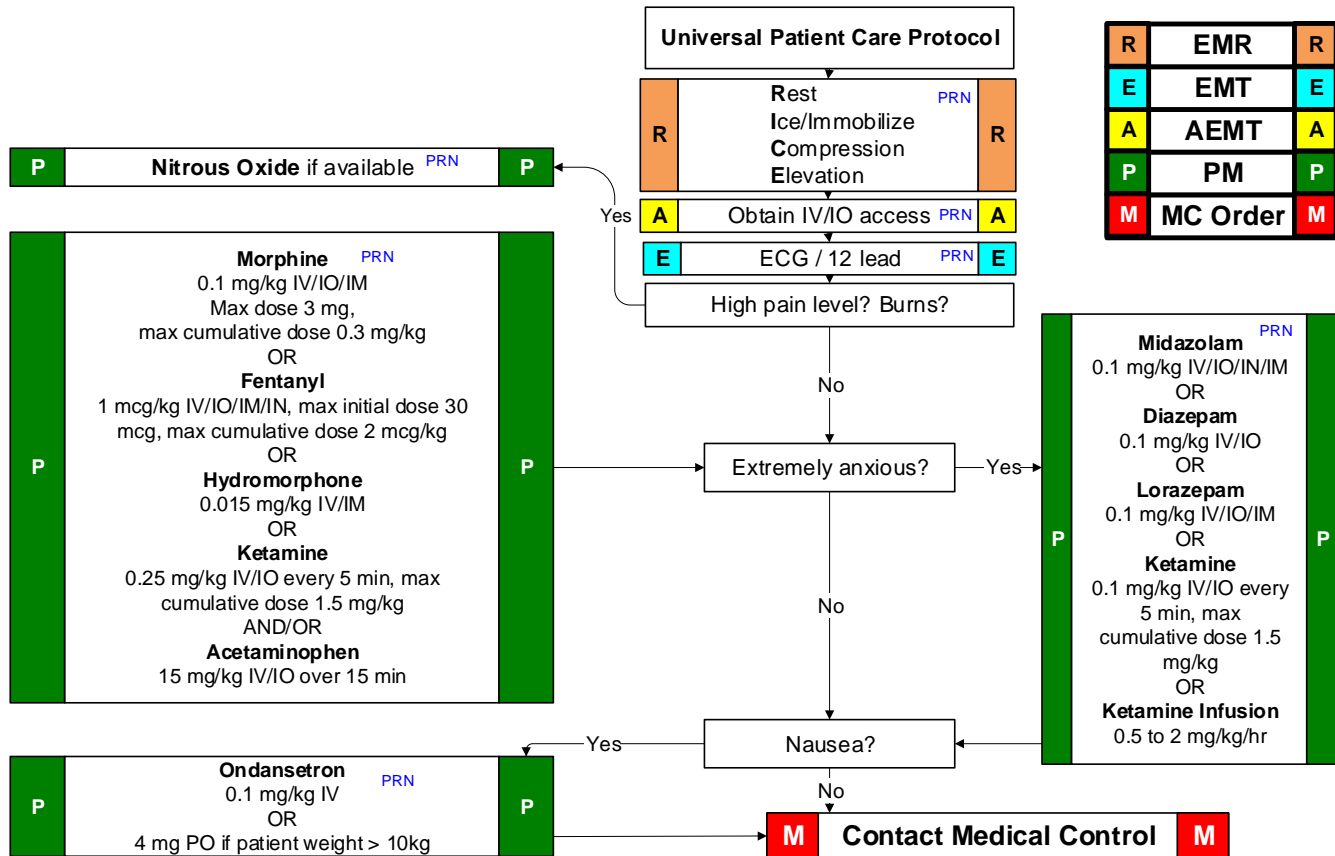 Universal Patient Care Protocol
R EMR R
E EMT E
A AEMT A
P PM P
M MC Order M
R Rest PRN R
Ice/Immobilize
Compression
Elevation
A Obtain IV/IO access PRN A
E ECG / 12 lead PRN E
High pain level? Burns?
Yes
P Nitrous Oxide if available PRN P
P Morphine PRN P
0.1 mg/kg IV/IO/IM
Max dose 3 mg,
max cumulative dose 0.3 mg/kg
OR
Fentanyl
1 mcg/kg IV/IO/IM/IN, max initial dose 30
mcg, max cumulative dose 2 mcg/kg
OR
Hydromorphone
0.015 mg/kg IV/IM
OR
Ketamine
0.25 mg/kg IV/IO every 5 min, max
cumulative dose 1.5 mg/kg
AND/OR
Acetaminophen
15 mg/kg IV/IO over 15 min
No
Extremely anxious?
Yes
P Midazolam PRN P
0.1 mg/kg IV/IO/IN/IM
OR
Diazepam
0.1 mg/kg IV/IO
OR
Lorazepam
0.1 mg/kg IV/IO/IM
OR
Ketamine
0.1 mg/kg IV/IO every
5 min, max
cumulative dose 1.5
mg/kg
OR
Ketamine Infusion
0.5 to 2 mg/kg/hr
No
Nausea?
Yes
P Ondansetron PRN P
0.1 mg/kg IV
OR
4 mg PO if patient weight > 10kg
No
M Contact Medical Control M